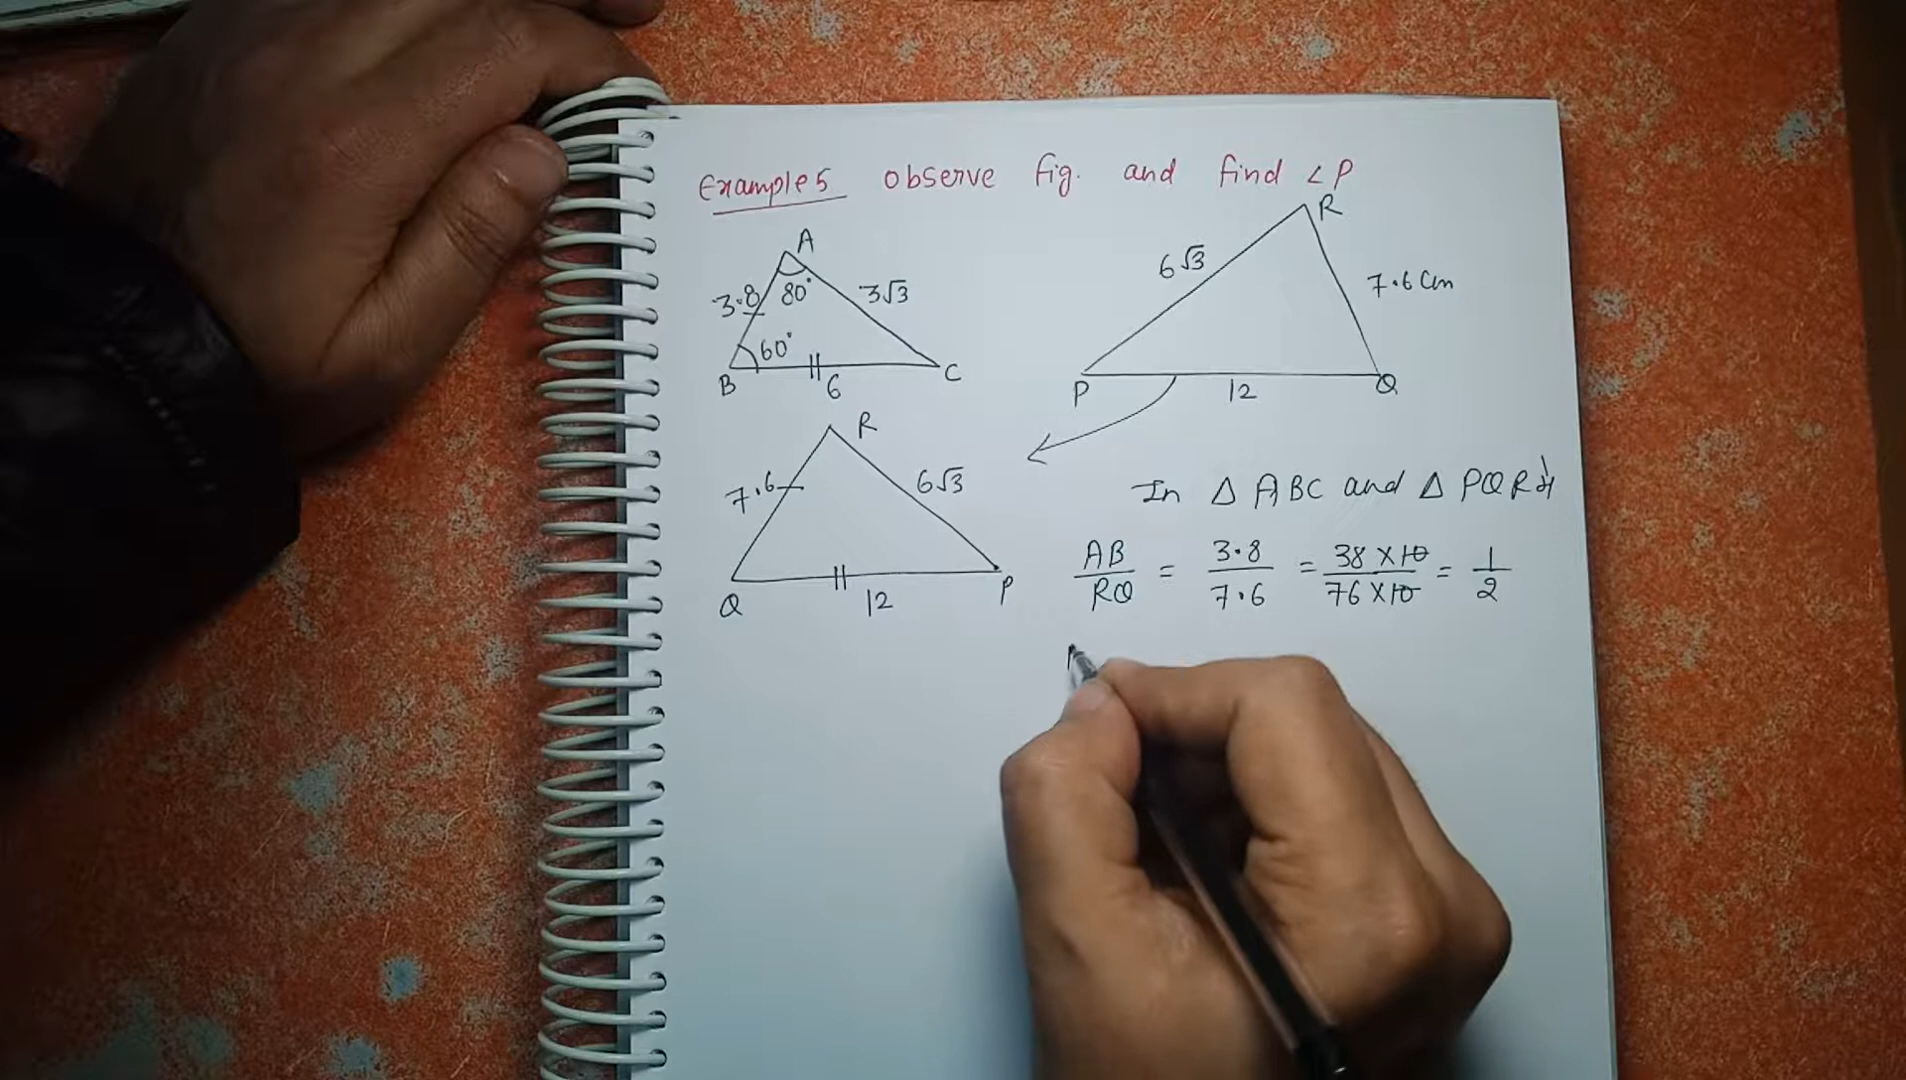 Example 5 observe fig. and find ∠P
A
3.8 80° 3√3
60°
B 6 C
R
6√3 7.6 Cm
P 12 Q
R
7.6 6√3
Q 12 P
In △ ABC and △ PQR में
AB/RQ = 3.8/7.6 = 38 × 10/76 × 10 = 1/2